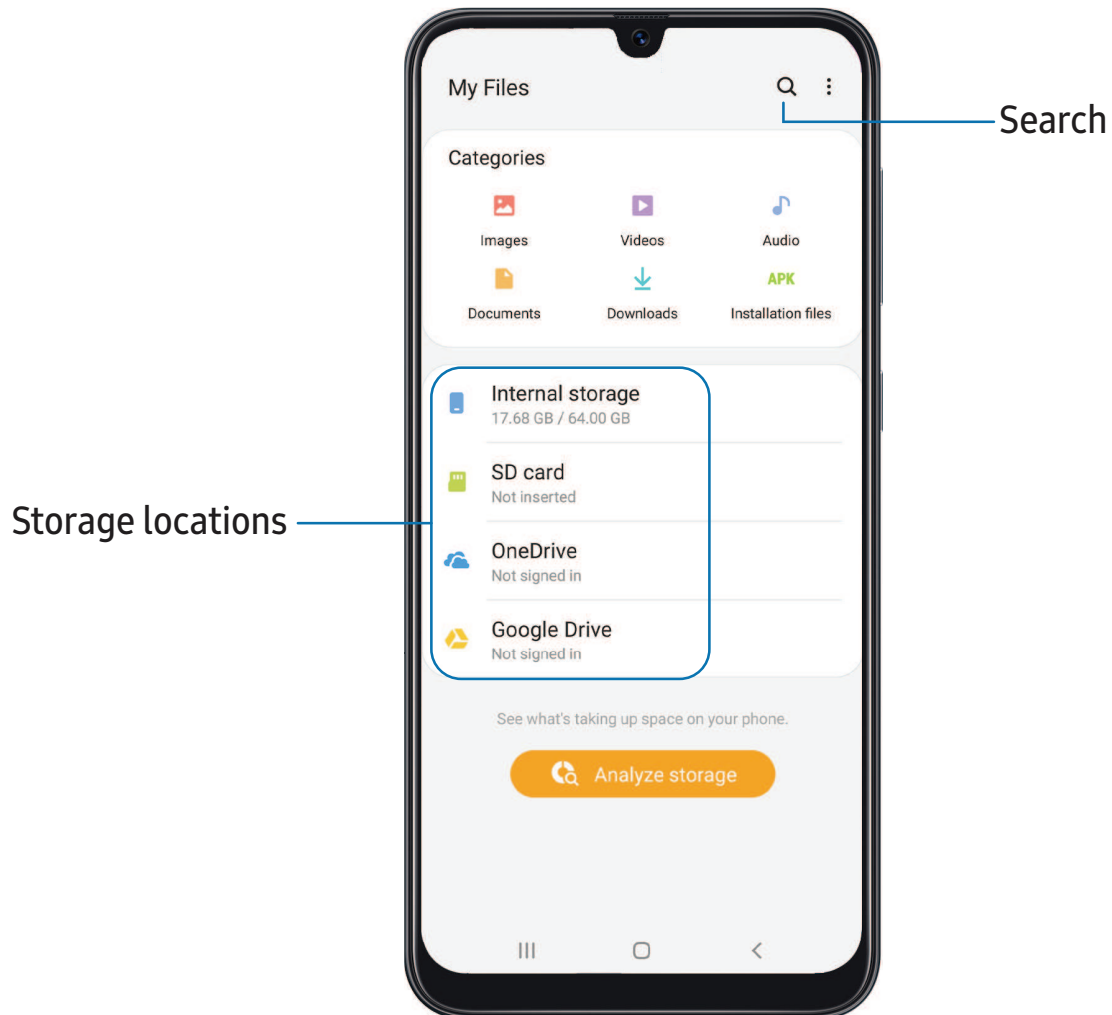 My Files
Search
Categories
Images
Videos
Audio
APK
Documents
Downloads
Installation files
Internal storage
17.68 GB / 64.00 GB
SD card
Not inserted
Storage locations
OneDrive
Not signed in
Google Drive
Not signed in
See what's taking up space on your phone.
Analyze storage